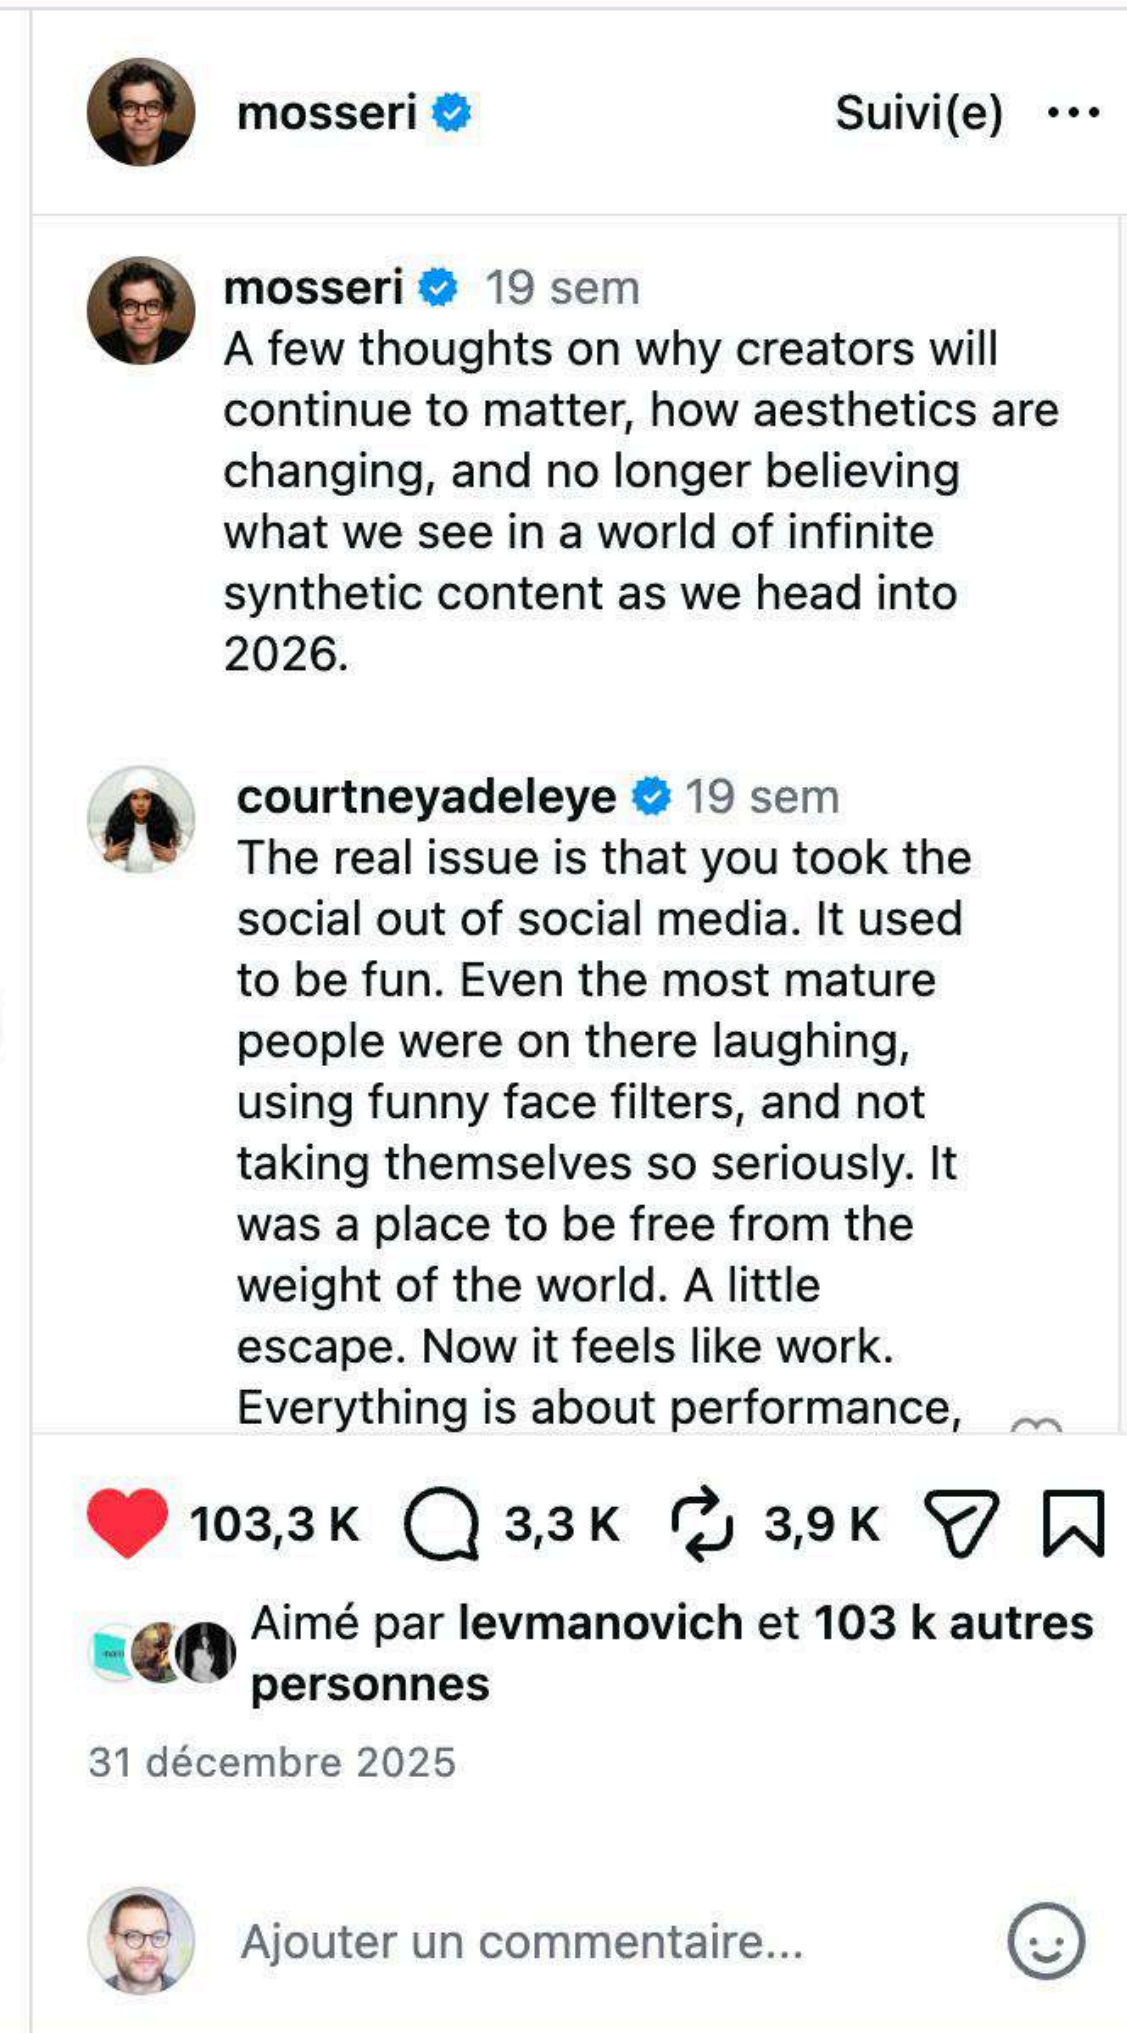 mosseri
Suivi(e)
mosseri 19 sem
A few thoughts on why creators will
continue to matter, how aesthetics are
changing, and no longer believing
what we see in a world of infinite
synthetic content as we head into
2026.
courtneyadeleye 19 sem
The real issue is that you took the
social out of social media. It used
to be fun. Even the most mature
people were on there laughing,
using funny face filters, and not
taking themselves so seriously. It
was a place to be free from the
weight of the world. A little
escape. Now it feels like work.
Everything is about performance,
103,3 K 3,3 K 3,9 K
Aimé par levmanovich et 103 k autres
personnes
31 décembre 2025
Ajouter un commentaire...